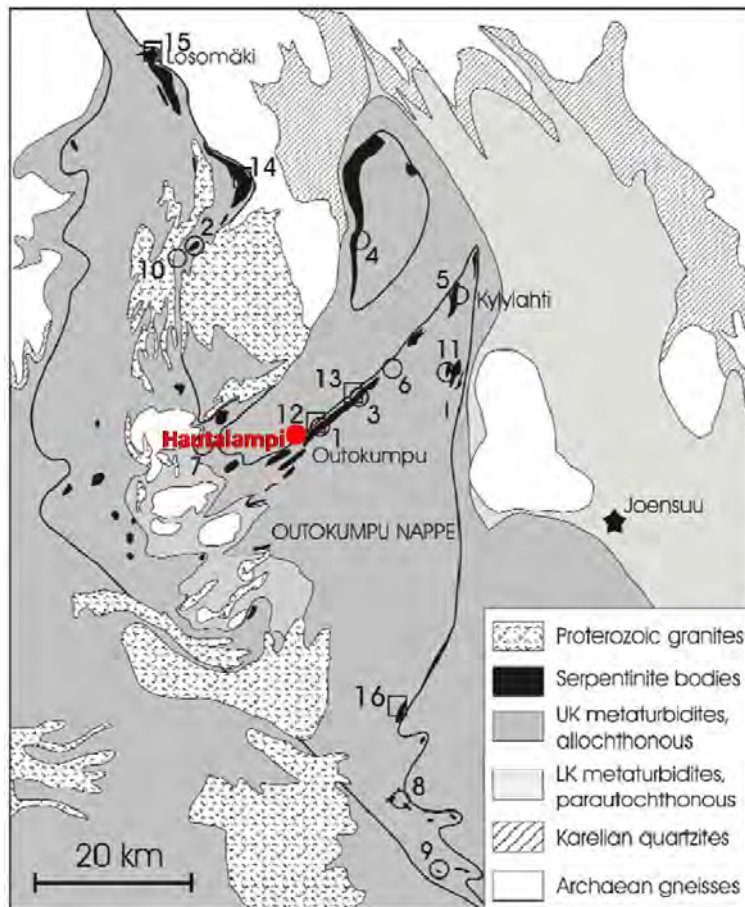 15
Losomäki
14
2
10
4
5
Kylylahti
11
6
13
3
12
1
Hautalampi
7
Outokumpu
Joensuu
OUTOKUMPU NAPPE
16
8
9
20 km
Proterozoic granites
Serpentinite bodies
UK metaturbidites,
allochthonous
LK metaturbidites,
parautochthonous
Karelian quartzites
Archaean gneisses